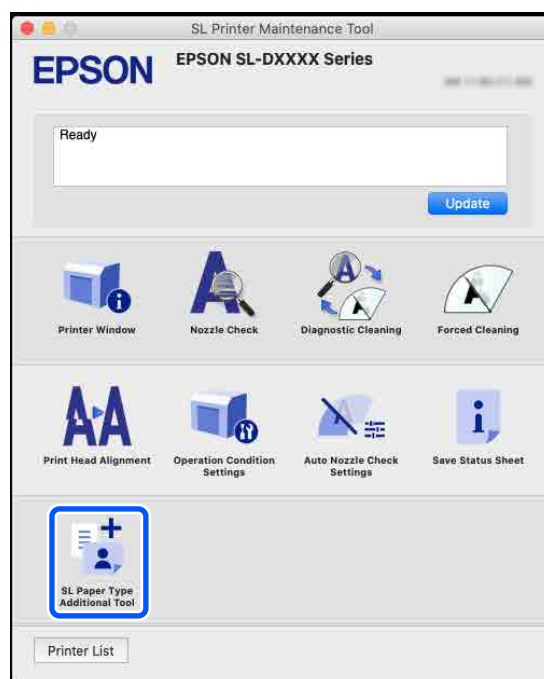 SL Printer Maintenance Tool
EPSON
EPSON SL-DXXXX Series
Ready
Update
Printer Window
Nozzle Check
Diagnostic Cleaning
Forced Cleaning
Print Head Alignment
Operation Condition
Settings
Auto Nozzle Check
Settings
Save Status Sheet
SL Paper Type
Additional Tool
Printer List